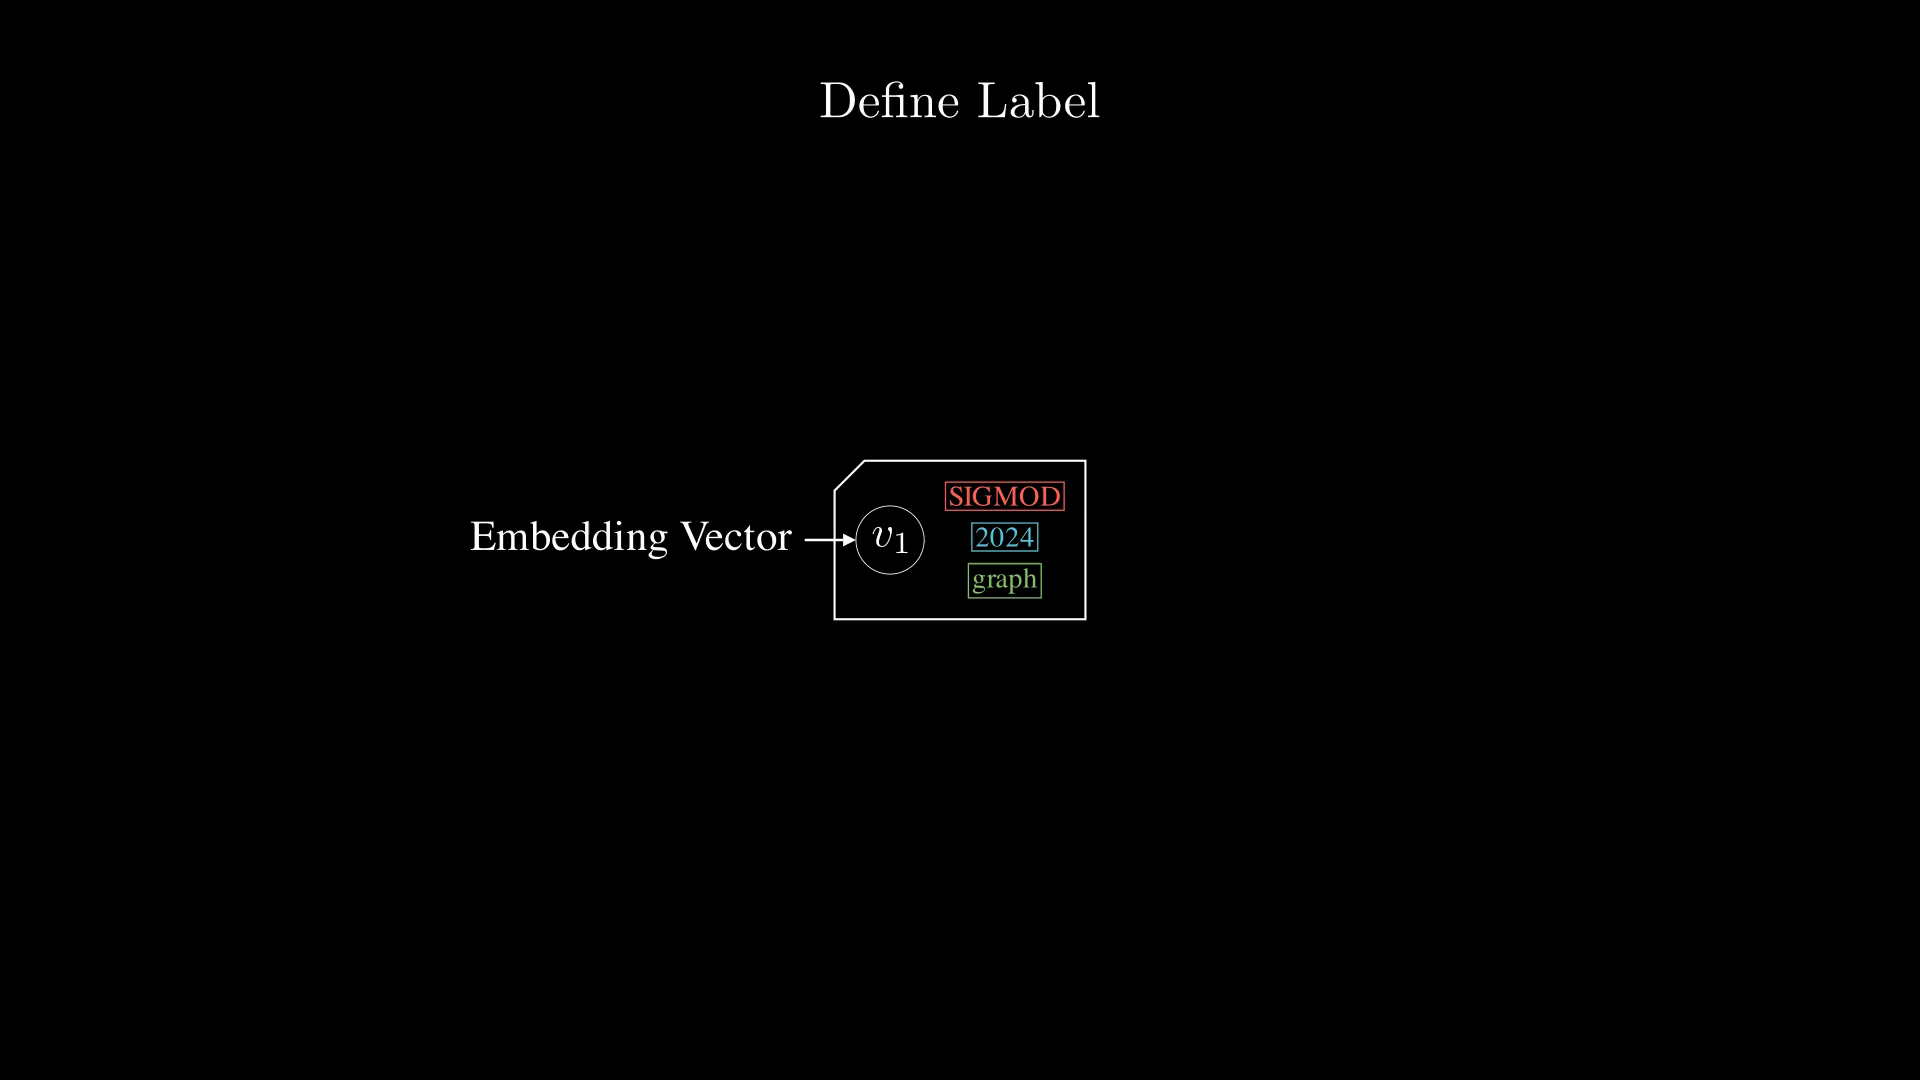 Define Label
Embedding Vector
v₁
SIGMOD
2024
graph